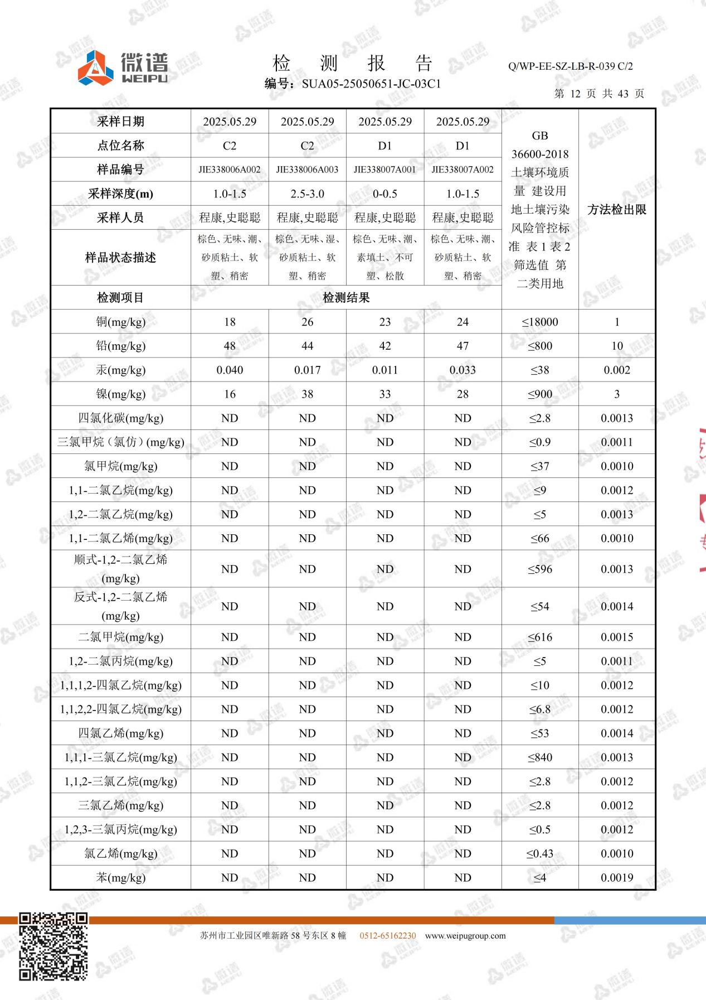 微谱
WEIPU
检 测 报 告
编号：SUA05-25050651-JC-03C1
Q/WP-EE-SZ-LB-R-039 C/2
第 12 页 共 43 页
采样日期 2025.05.29 2025.05.29 2025.05.29 2025.05.29
GB
36600-2018
土壤环境质
量 建设用
地土壤污染
风险管控标
准 表 1 表 2
筛选值 第
二类用地
方法检出限
点位名称 C2 C2 D1 D1
样品编号 JIE338006A002 JIE338006A003 JIE338007A001 JIE338007A002
采样深度(m) 1.0-1.5 2.5-3.0 0-0.5 1.0-1.5
采样人员 程康,史聪聪 程康,史聪聪 程康,史聪聪 程康,史聪聪
样品状态描述
棕色、无味、潮、
砂质粘土、软
塑、稍密
棕色、无味、湿、
砂质粘土、软
塑、稍密
棕色、无味、潮、
素填土、不可
塑、松散
棕色、无味、潮、
砂质粘土、软
塑、稍密
检测项目 检测结果
铜(mg/kg) 18 26 23 24 ≤18000 1
铅(mg/kg) 48 44 42 47 ≤800 10
汞(mg/kg) 0.040 0.017 0.011 0.033 ≤38 0.002
镍(mg/kg) 16 38 33 28 ≤900 3
四氯化碳(mg/kg) ND ND ND ND ≤2.8 0.0013
三氯甲烷（氯仿）(mg/kg) ND ND ND ND ≤0.9 0.0011
氯甲烷(mg/kg) ND ND ND ND ≤37 0.0010
1,1-二氯乙烷(mg/kg) ND ND ND ND ≤9 0.0012
1,2-二氯乙烷(mg/kg) ND ND ND ND ≤5 0.0013
1,1-二氯乙烯(mg/kg) ND ND ND ND ≤66 0.0010
顺式-1,2-二氯乙烯
(mg/kg) ND ND ND ND ≤596 0.0013
反式-1,2-二氯乙烯
(mg/kg) ND ND ND ND ≤54 0.0014
二氯甲烷(mg/kg) ND ND ND ND ≤616 0.0015
1,2-二氯丙烷(mg/kg) ND ND ND ND ≤5 0.0011
1,1,1,2-四氯乙烷(mg/kg) ND ND ND ND ≤10 0.0012
1,1,2,2-四氯乙烷(mg/kg) ND ND ND ND ≤6.8 0.0012
四氯乙烯(mg/kg) ND ND ND ND ≤53 0.0014
1,1,1-三氯乙烷(mg/kg) ND ND ND ND ≤840 0.0013
1,1,2-三氯乙烷(mg/kg) ND ND ND ND ≤2.8 0.0012
三氯乙烯(mg/kg) ND ND ND ND ≤2.8 0.0012
1,2,3-三氯丙烷(mg/kg) ND ND ND ND ≤0.5 0.0012
氯乙烯(mg/kg) ND ND ND ND ≤0.43 0.0010
苯(mg/kg) ND ND ND ND ≤4 0.0019
苏州市工业园区唯新路 58 号东区 8 幢 0512-65162230 www.weipugroup.com